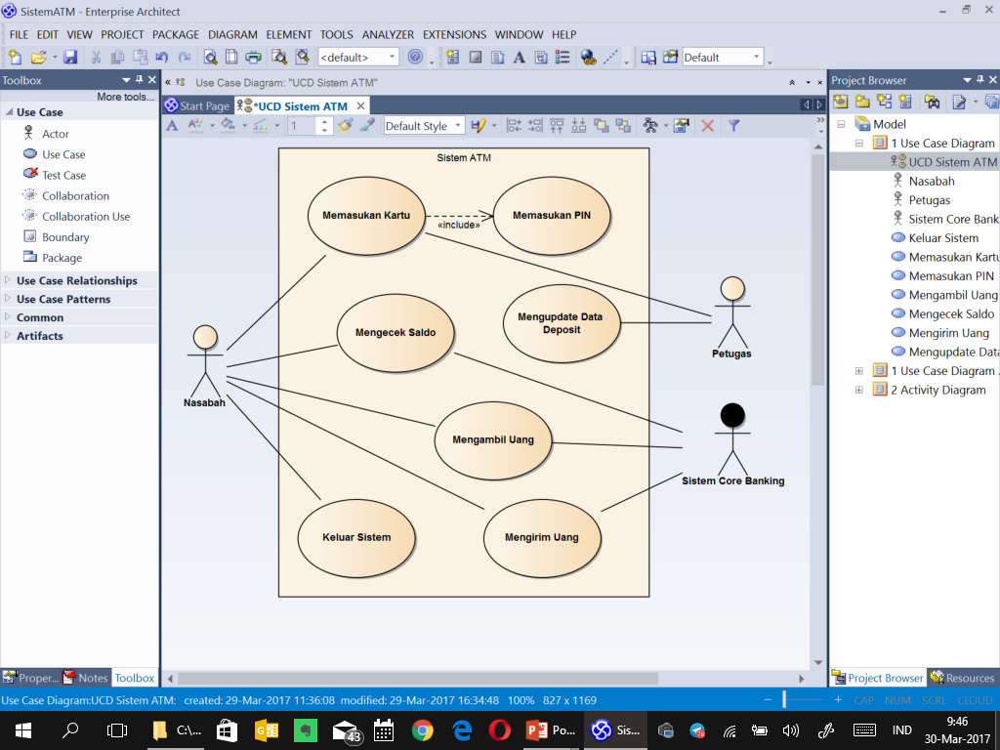 SistemATM - Enterprise Architect
FILE EDIT VIEW PROJECT PACKAGE DIAGRAM ELEMENT TOOLS ANALYZER EXTENSIONS WINDOW HELP
<default>
Default
Toolbox
More tools...
Use Case
Actor
Use Case
Test Case
Collaboration
Collaboration Use
Boundary
Package
Use Case Relationships
Use Case Patterns
Common
Artifacts
Proper... Notes Toolbox
Use Case Diagram: "UCD Sistem ATM"
Start Page *UCD Sistem ATM
1 Default Style
Sistem ATM
Memasukan Kartu
«include»
Memasukan PIN
Mengecek Saldo
Mengupdate Data
Deposit
Petugas
Nasabah
Mengambil Uang
Sistem Core Banking
Keluar Sistem
Mengirim Uang
Project Browser
Model
1 Use Case Diagram
UCD Sistem ATM
Nasabah
Petugas
Sistem Core Bank
Keluar Sistem
Memasukan Kartu
Memasukan PIN
Mengambil Uang
Mengecek Saldo
Mengirim Uang
Mengupdate Data
1 Use Case Diagram .
2 Activity Diagram
Project Browser Resources
Use Case Diagram:UCD Sistem ATM: created: 29-Mar-2017 11:36:08 modified: 29-Mar-2017 16:34:48 100% 827 x 1169
CAP NUM SCRL CLOUD
C:\... 43 Po... Sis... IND
9:46
30-Mar-2017